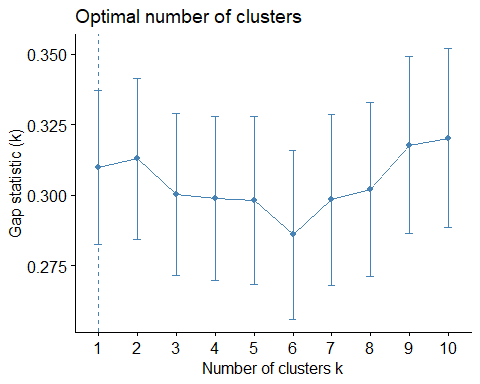 Optimal number of clusters
Gap statistic (k)
0.350
0.325
0.300
0.275
1 2 3 4 5 6 7 8 9 10
Number of clusters k